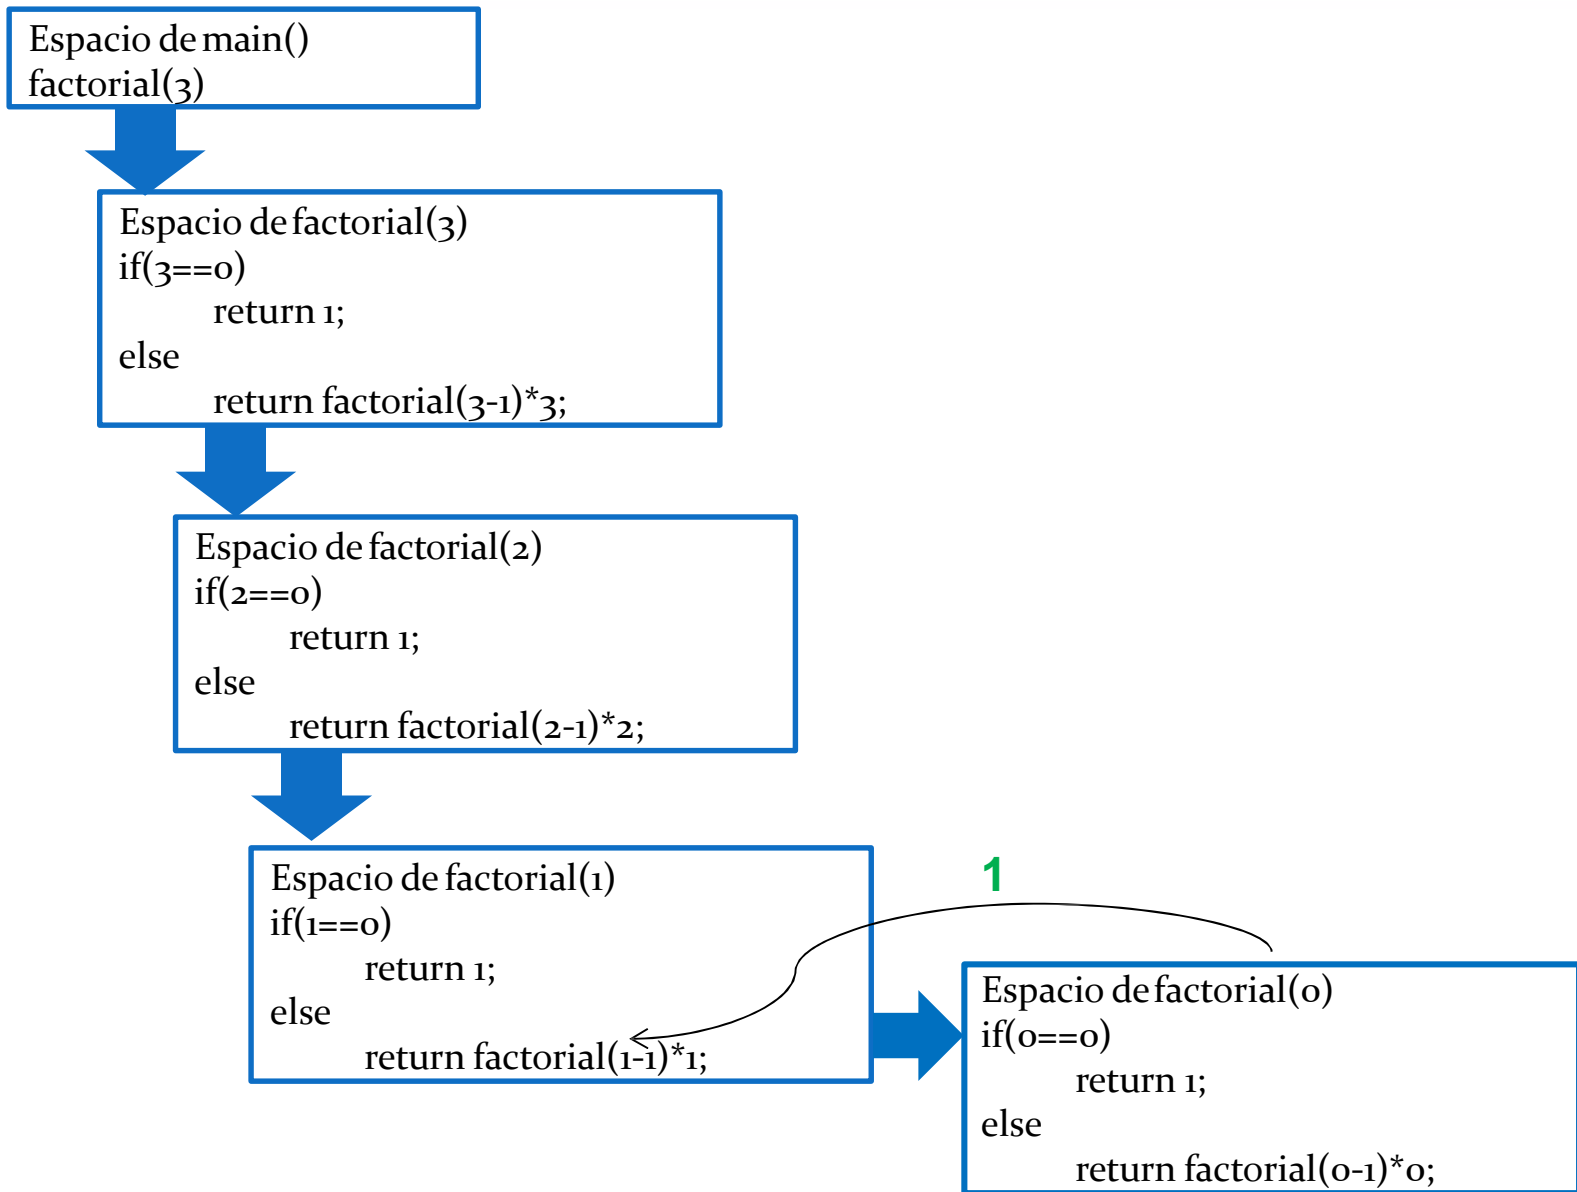 Espacio de main()
factorial(3)
Espacio de factorial(3)
if(3==0)
return 1;
else
return factorial(3-1)*3;
Espacio de factorial(2)
if(2==0)
return 1;
else
return factorial(2-1)*2;
Espacio de factorial(1)
if(1==0)
return 1;
else
return factorial(1-1)*1;
1
Espacio de factorial(0)
if(0==0)
return 1;
else
return factorial(0-1)*0;